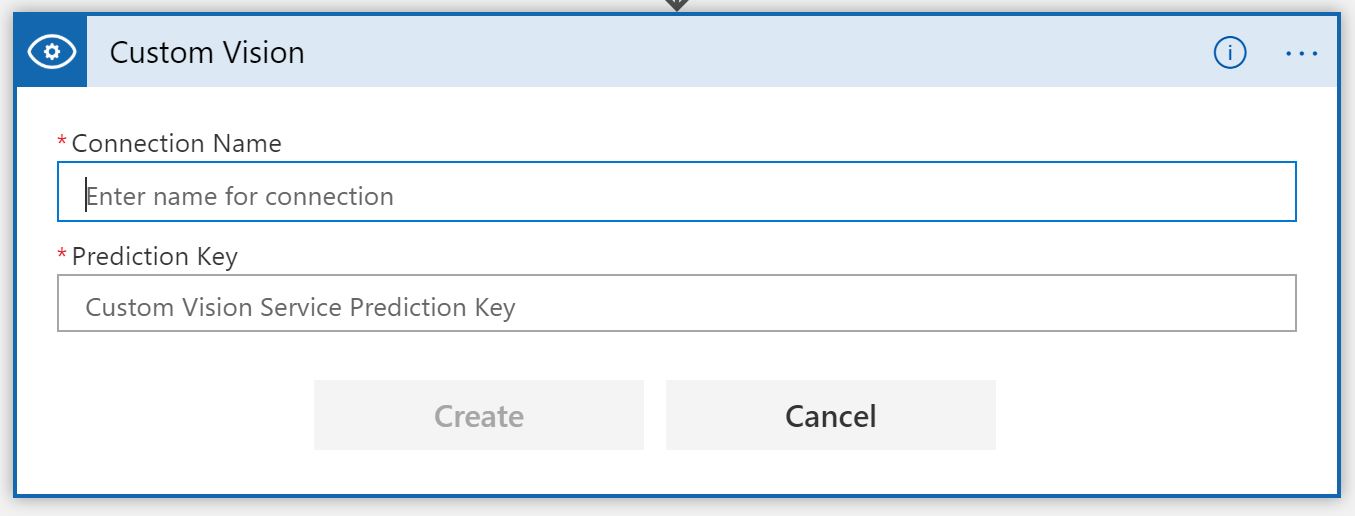 Custom Vision
* Connection Name
Enter name for connection
* Prediction Key
Custom Vision Service Prediction Key
Create Cancel